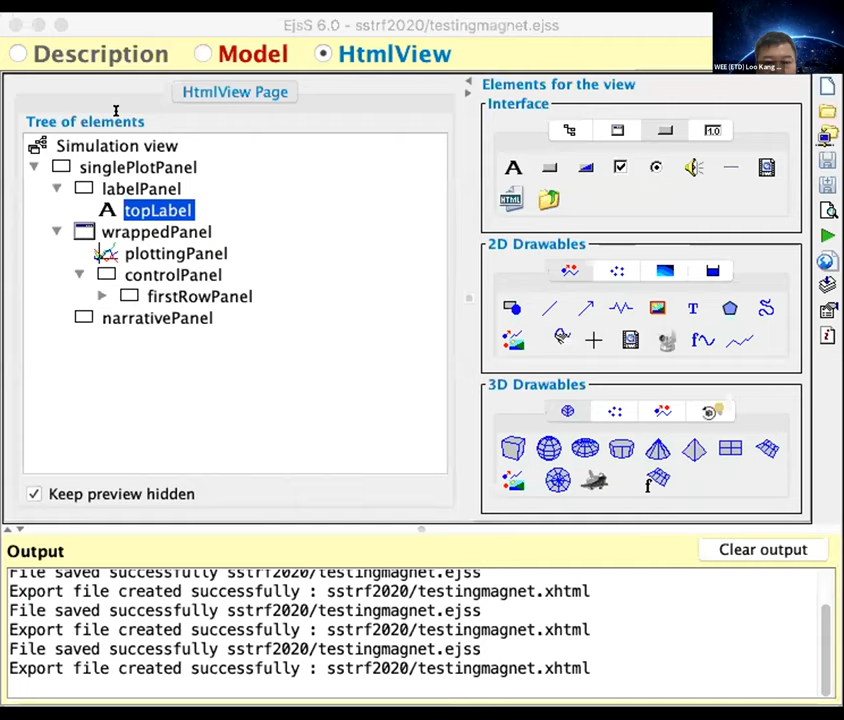 EjsS 6.0 - sstrf2020/testingmagnet.ejss
WEE (ETD) Loo Kang ...
Description
Model
HtmlView
HtmlView Page
Tree of elements
Simulation view
singlePlotPanel
labelPanel
A topLabel
wrappedPanel
plottingPanel
controlPanel
firstRowPanel
narrativePanel
Keep preview hidden
Elements for the view
Interface
1.0
A
HTML
2D Drawables
T
f
3D Drawables
f
Output
Clear output
File saved successfully sstrf2020/testingmagnet.ejss
Export file created successfully : sstrf2020/testingmagnet.xhtml
File saved successfully sstrf2020/testingmagnet.ejss
Export file created successfully : sstrf2020/testingmagnet.xhtml
File saved successfully sstrf2020/testingmagnet.ejss
Export file created successfully : sstrf2020/testingmagnet.xhtml